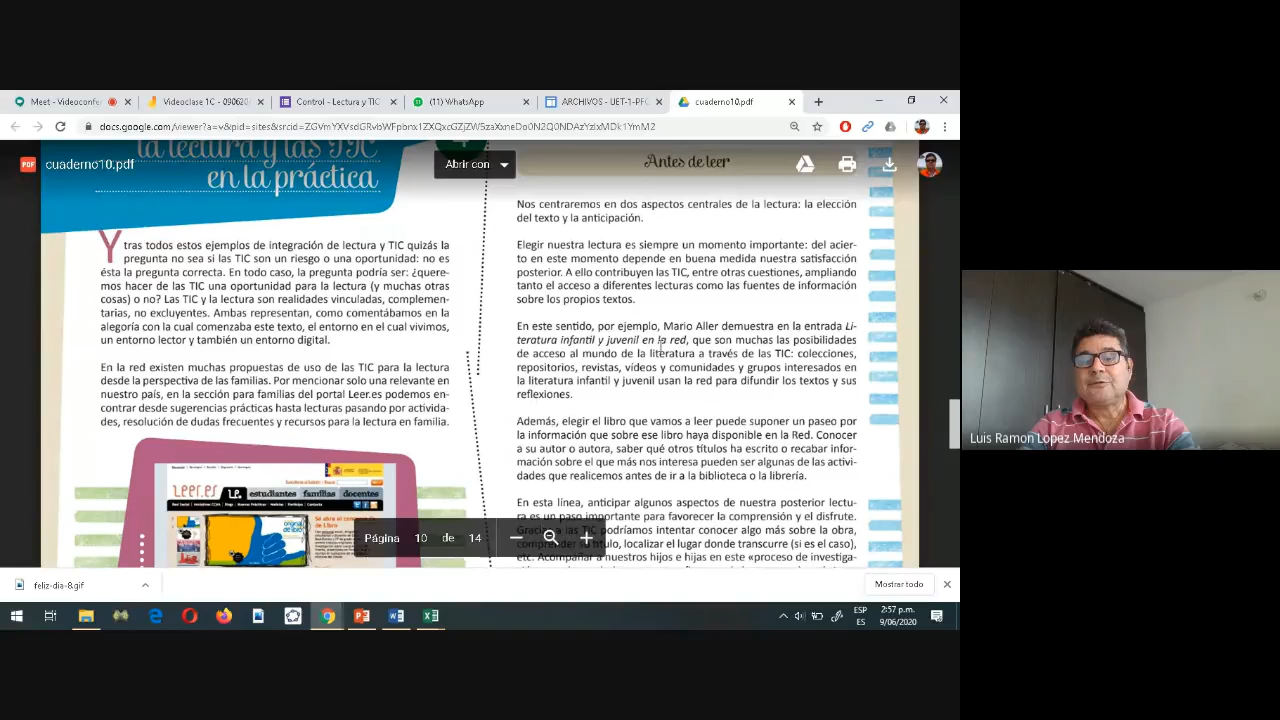 Meet - Videoconfe
Videoclase 1C - 090620
Control - Lectura y TIC
(11) WhatsApp
ARCHIVOS - UET-1-PF
cuaderno10.pdf
cuaderno10.pdf
Abrir con
la lectura y las TIC
en la práctica
Y tras todos estos ejemplos de integración de lectura y TIC quizás la
pregunta no sea si las TIC son un riesgo o una oportunidad: no es
ésta la pregunta correcta. En todo caso, la pregunta podría ser: ¿quere-
mos hacer de las TIC una oportunidad para la lectura (y muchas otras
cosas) o no? Las TIC y la lectura son realidades vinculadas, complemen-
tarias, no excluyentes. Ambas representan, como comentábamos en la
alegoría con la cual comenzaba este texto, el entorno en el cual vivimos,
un entorno lector y también un entorno digital.
En la red existen muchas propuestas de uso de las TIC para la lectura
desde la perspectiva de las familias. Por mencionar solo una relevante en
nuestro país, en la sección para familias del portal Leer.es podemos en-
contrar desde sugerencias prácticas hasta lecturas pasando por activida-
des, resolución de dudas frecuentes y recursos para la lectura en familia.
leer.es
estudiantes familias docentes
Antes de leer
Nos centraremos en dos aspectos centrales de la lectura: la elección
del texto y la anticipación.
Elegir nuestra lectura es siempre un momento importante: del acier-
to en este momento depende en buena medida nuestra satisfacción
posterior. A ello contribuyen las TIC, entre otras cuestiones, ampliando
tanto el acceso a diferentes lecturas como las fuentes de información
sobre los propios textos.
En este sentido, por ejemplo, Mario Aller demuestra en la entrada Li-
teratura infantil y juvenil en la red, que son muchas las posibilidades
de acceso al mundo de la literatura a través de las TIC: colecciones,
repositorios, revistas, vídeos y comunidades y grupos interesados en
la literatura infantil y juvenil usan la red para difundir los textos y sus
reflexiones.
Además, elegir el libro que vamos a leer puede suponer un paseo por
la información que sobre ese libro haya disponible en la Red. Conocer
a su autor o autora, saber qué otros títulos ha escrito o recabar infor-
mación sobre el que más nos interesa pueden ser algunas de las activi-
dades que realicemos antes de ir a la biblioteca o la librería.
En esta línea, anticipar algunos aspectos de nuestra posterior lectu-
ra es un paso importante para favorecer la comprensión y el disfrute.
Gracias a las TIC podríamos intentar conocer algo más sobre la obra,
comprender su título, localizar el lugar donde transcurre (si es el caso),
etc. Acompañar a nuestros hijos e hijas en este «proceso de investiga-
Página 10 de 14
feliz-dia-8.gif
Mostrar todo
ESP
ES
2:57 p.m.
9/06/2020
Luis Ramon Lopez Mendoza